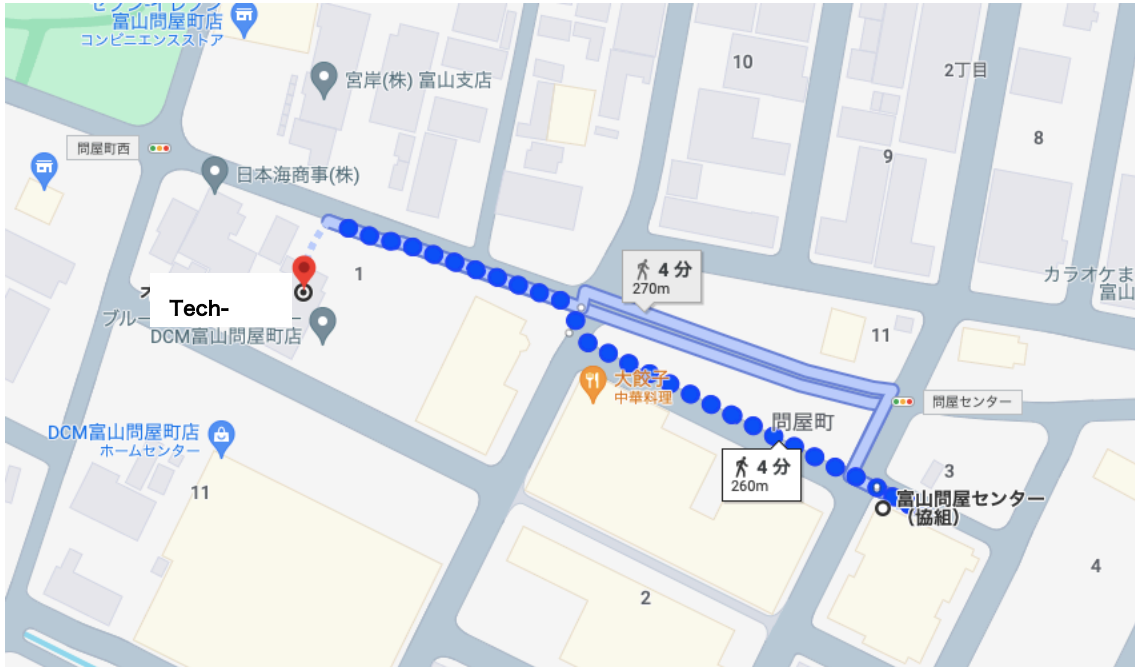 セブン-イレブン
富山問屋町店
コンビニエンスストア
宮岸(株) 富山支店
10
2丁目
8
9
問屋町西
日本海商事(株)
1
4 分
270m
カラオケま
富山
Tech-
ブルー
DCM富山問屋町店
11
大餃子
中華料理
問屋センター
問屋町
DCM富山問屋町店
ホームセンター
4 分
260m
3
富山問屋センター
(協組)
11
4
2